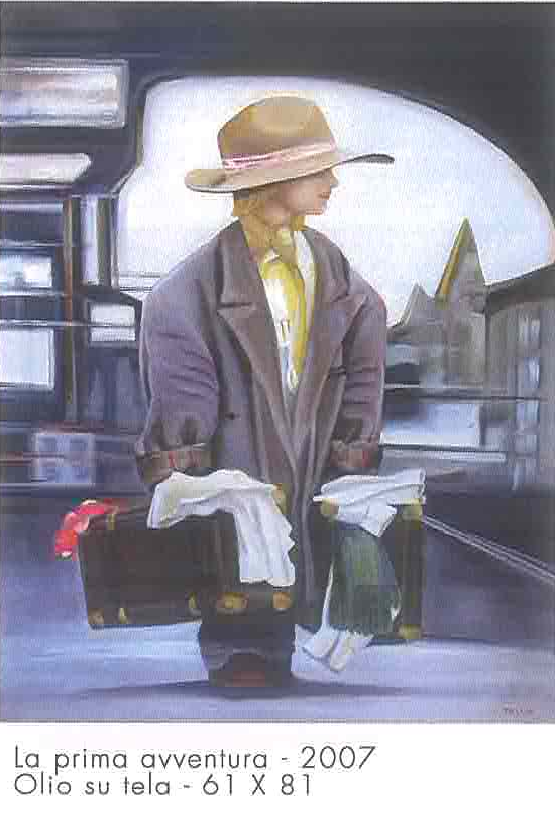 La prima avventura - 2007
Olio su tela - 61 X 81